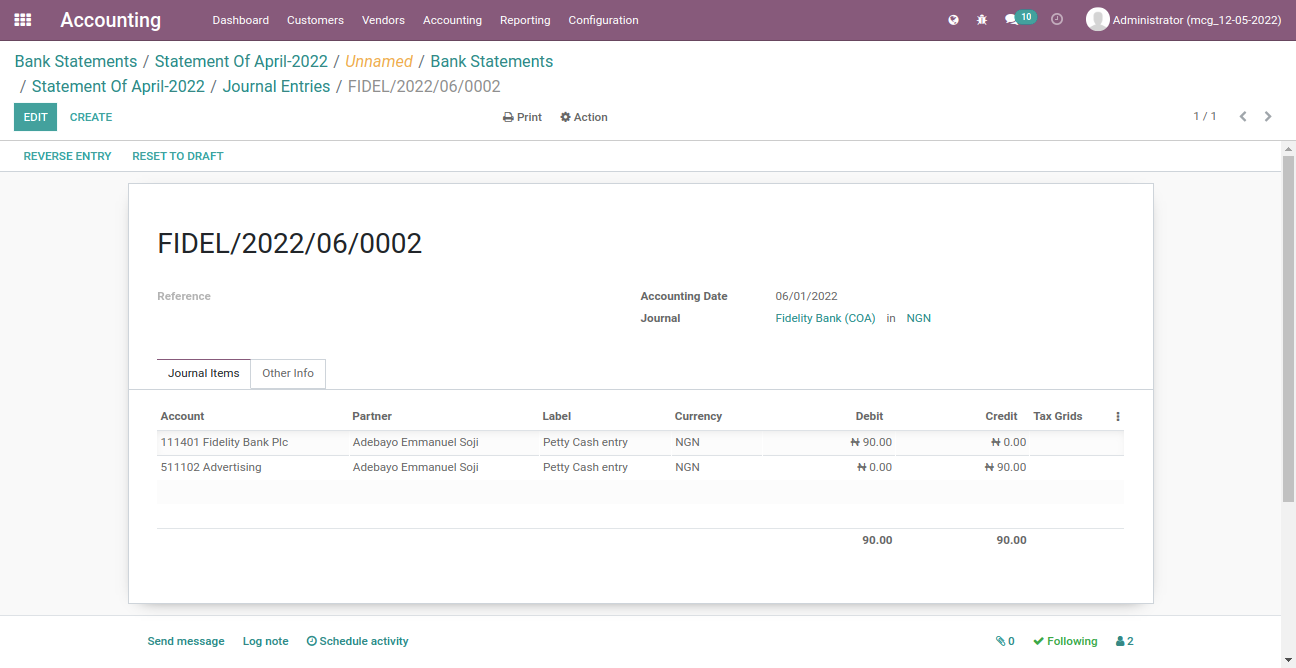 Accounting Dashboard Customers Vendors Accounting Reporting Configuration 10 Administrator (mcg_12-05-2022)
Bank Statements / Statement Of April-2022 / Unnamed / Bank Statements
/ Statement Of April-2022 / Journal Entries / FIDEL/2022/06/0002
EDIT CREATE Print Action 1 / 1
REVERSE ENTRY RESET TO DRAFT
FIDEL/2022/06/0002
Reference Accounting Date 06/01/2022
Journal Fidelity Bank (COA) in NGN
Journal Items Other Info
Account Partner Label Currency Debit Credit Tax Grids
111401 Fidelity Bank Plc Adebayo Emmanuel Soji Petty Cash entry NGN ₦ 90.00 ₦ 0.00
511102 Advertising Adebayo Emmanuel Soji Petty Cash entry NGN ₦ 0.00 ₦ 90.00
90.00 90.00
Send message Log note Schedule activity 0 Following 2